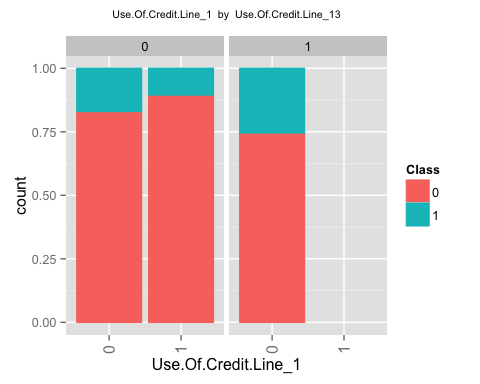 Use.Of.Credit.Line_1 by Use.Of.Credit.Line_13
0 1
1.00
0.75
0.50
0.25
0.00
count
0 1 0 1
Use.Of.Credit.Line_1
Class
0
1